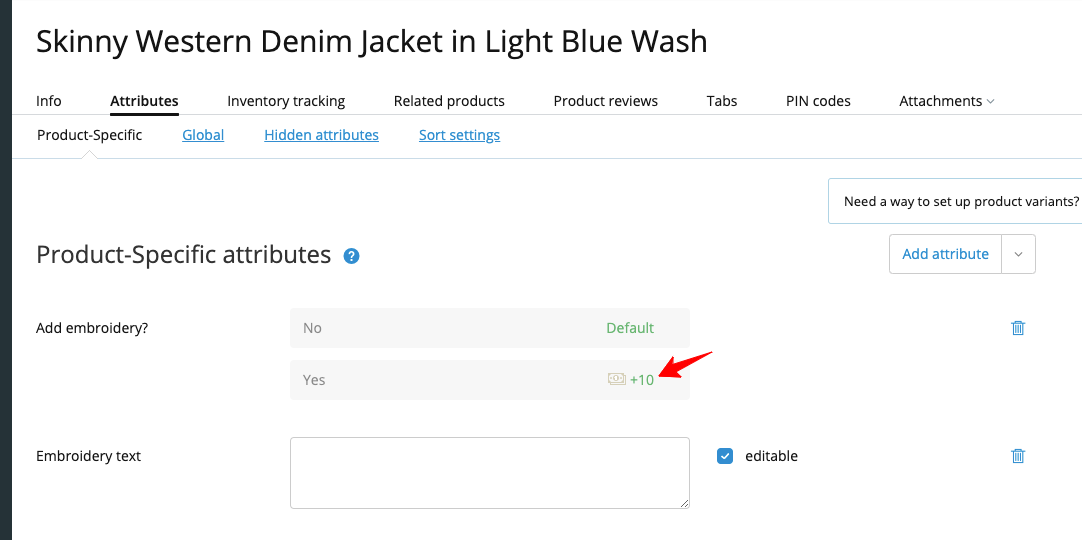 Skinny Western Denim Jacket in Light Blue Wash
Info Attributes Inventory tracking Related products Product reviews Tabs PIN codes Attachments
Product-Specific Global Hidden attributes Sort settings
Need a way to set up product variants?
Product-Specific attributes ?
Add attribute
Add embroidery? No Default
Yes +10
Embroidery text editable